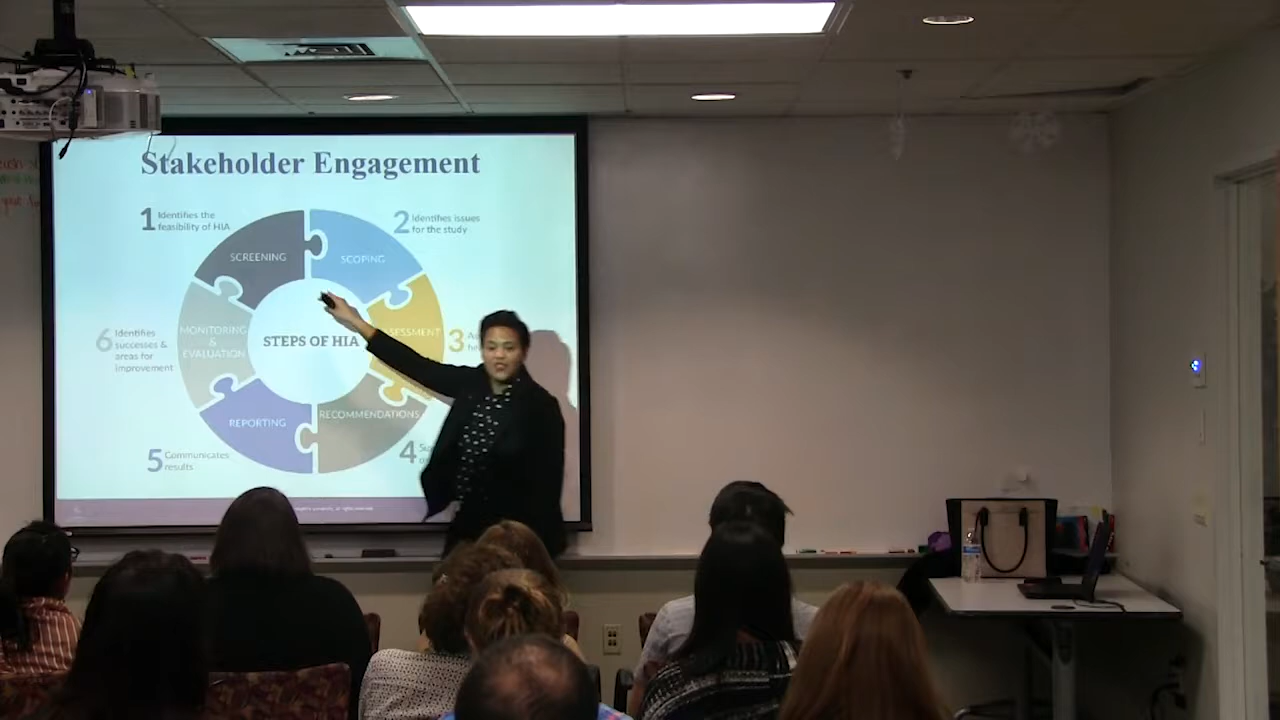 Stakeholder Engagement
1 Identifies the
feasibility of HIA
2 Identifies issues
for the study
SCREENING
SCOPING
6 Identifies
successes &
areas for
improvement
MONITORING
&
EVALUATION
STEPS OF HIA
SESSMENT
3
REPORTING
RECOMMENDATIONS
5 Communicates
results
4